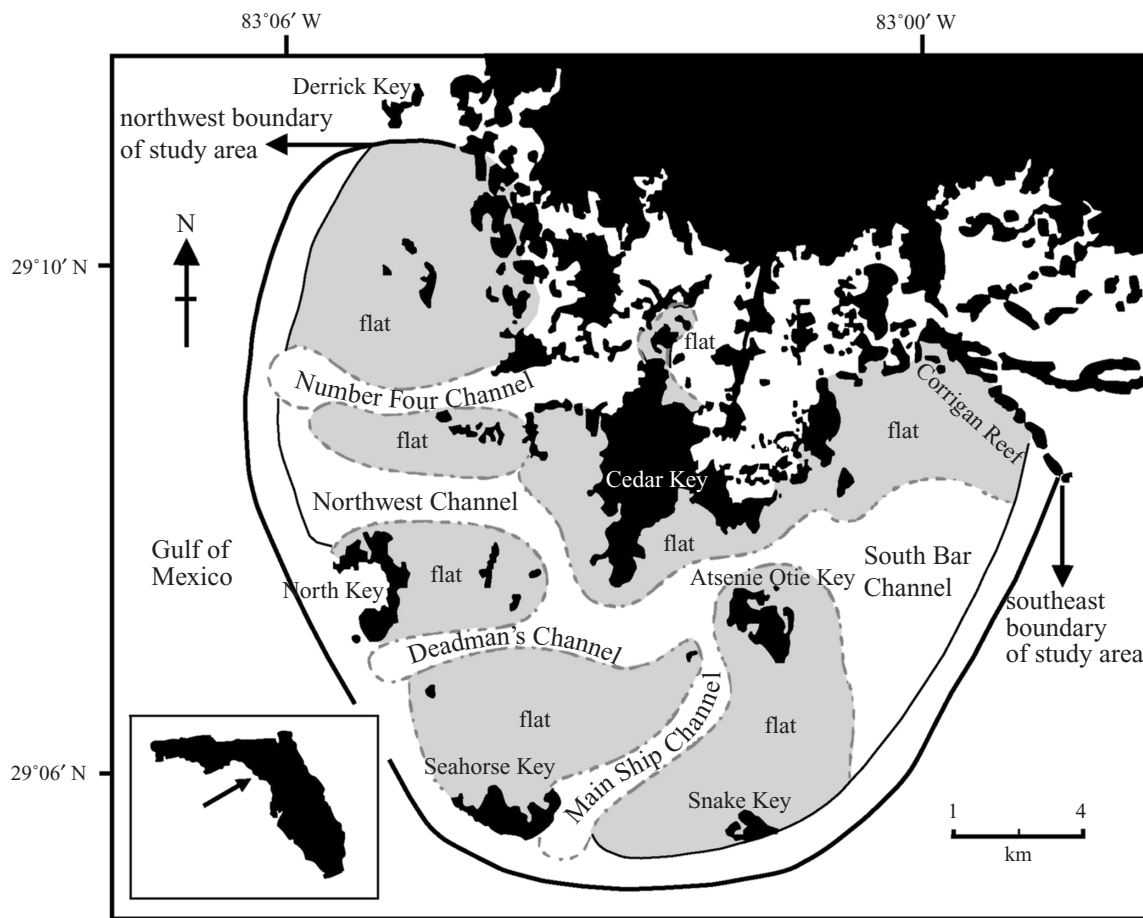 83°06′ W
83°00′ W
Derrick Key
northwest boundary
of study area
N
29°10′ N
flat
flat
Number Four Channel
Corrigan Reef
flat
flat
Cedar Key
Northwest Channel
Gulf of
Mexico
flat
flat
South Bar
Channel
North Key
Atsenie Otie Key
southeast
boundary
of study area
Deadman's Channel
flat
flat
Main Ship Channel
29°06′ N
Seahorse Key
Snake Key
1
4
km